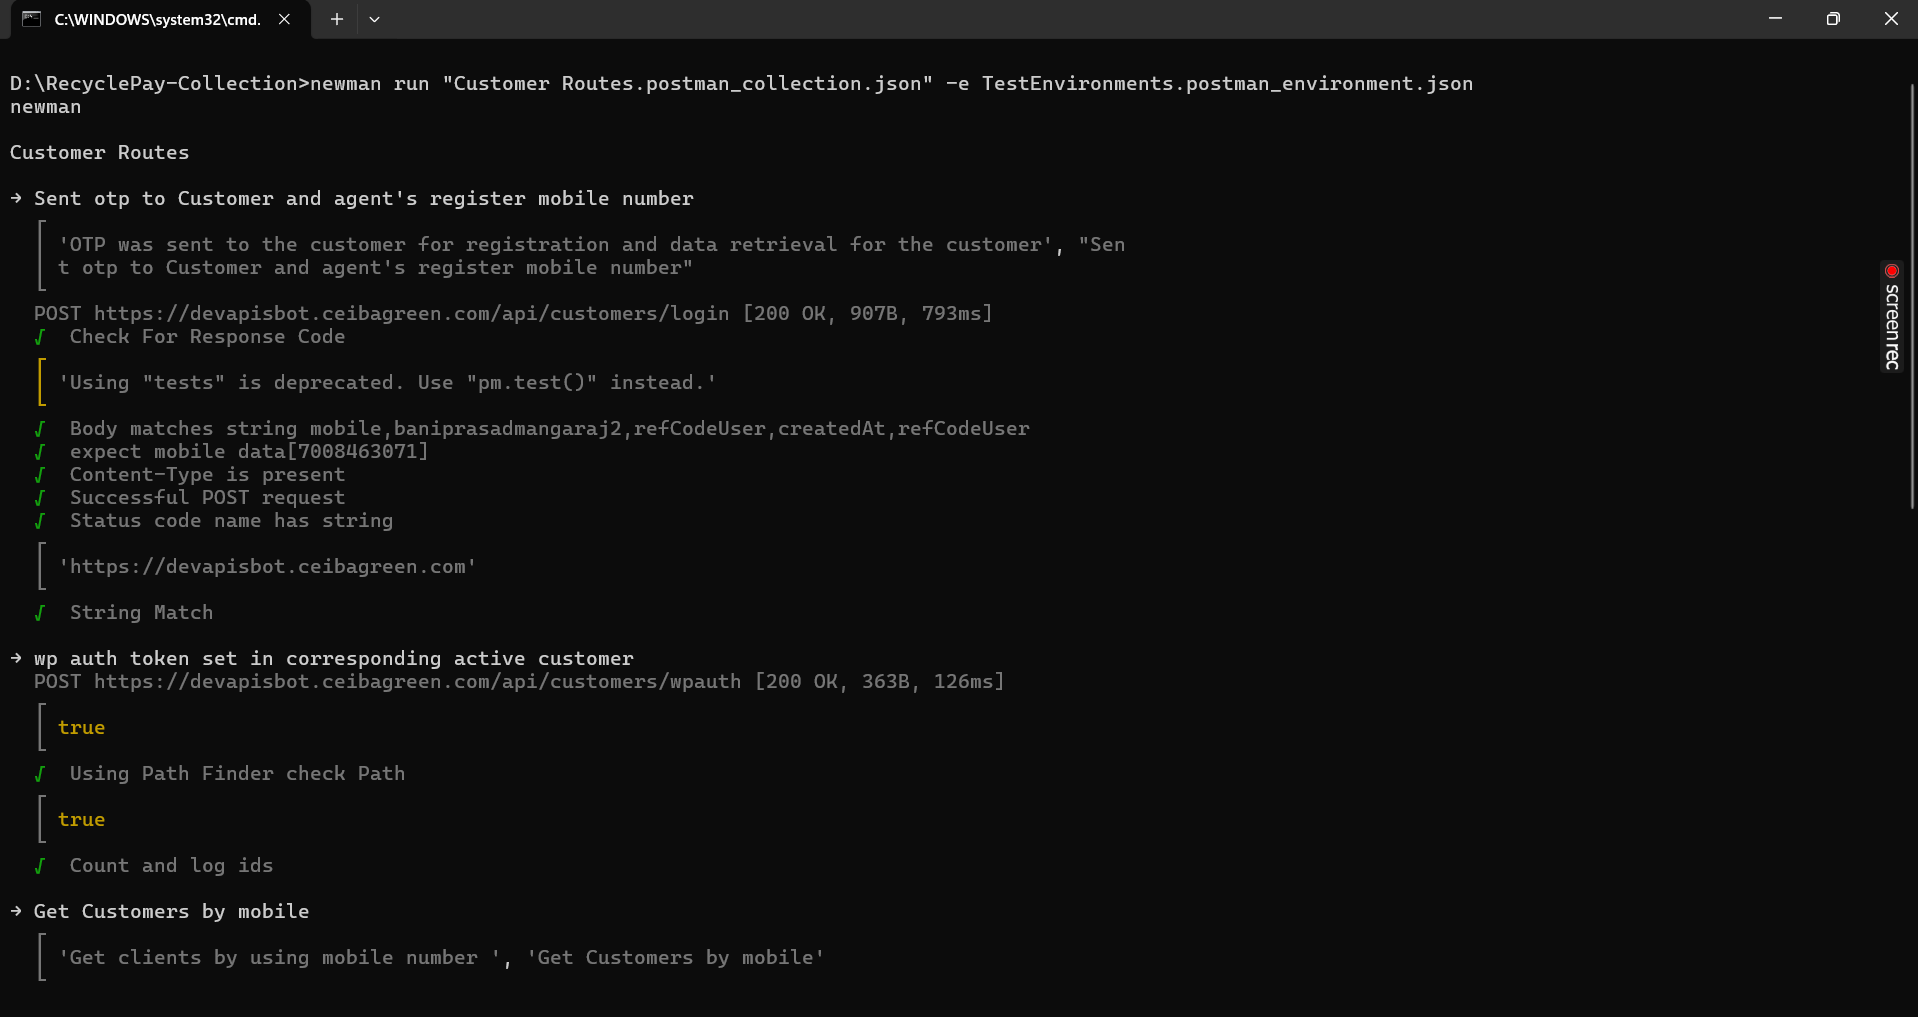 C:\WINDOWS\system32\cmd.
D:\RecyclePay-Collection>newman run "Customer Routes.postman_collection.json" -e TestEnvironments.postman_environment.json
newman
Customer Routes
→ Sent otp to Customer and agent's register mobile number
'OTP was sent to the customer for registration and data retrieval for the customer', "Sen
t otp to Customer and agent's register mobile number"
POST https://devapisbot.ceibagreen.com/api/customers/login [200 OK, 907B, 793ms]
√ Check For Response Code
'Using "tests" is deprecated. Use "pm.test()" instead.'
√ Body matches string mobile,baniprasadmangaraj2,refCodeUser,createdAt,refCodeUser
√ expect mobile data[7008463071]
√ Content-Type is present
√ Successful POST request
√ Status code name has string
'https://devapisbot.ceibagreen.com'
√ String Match
→ wp auth token set in corresponding active customer
POST https://devapisbot.ceibagreen.com/api/customers/wpauth [200 OK, 363B, 126ms]
true
√ Using Path Finder check Path
true
√ Count and log ids
→ Get Customers by mobile
'Get clients by using mobile number ', 'Get Customers by mobile'
screenrec